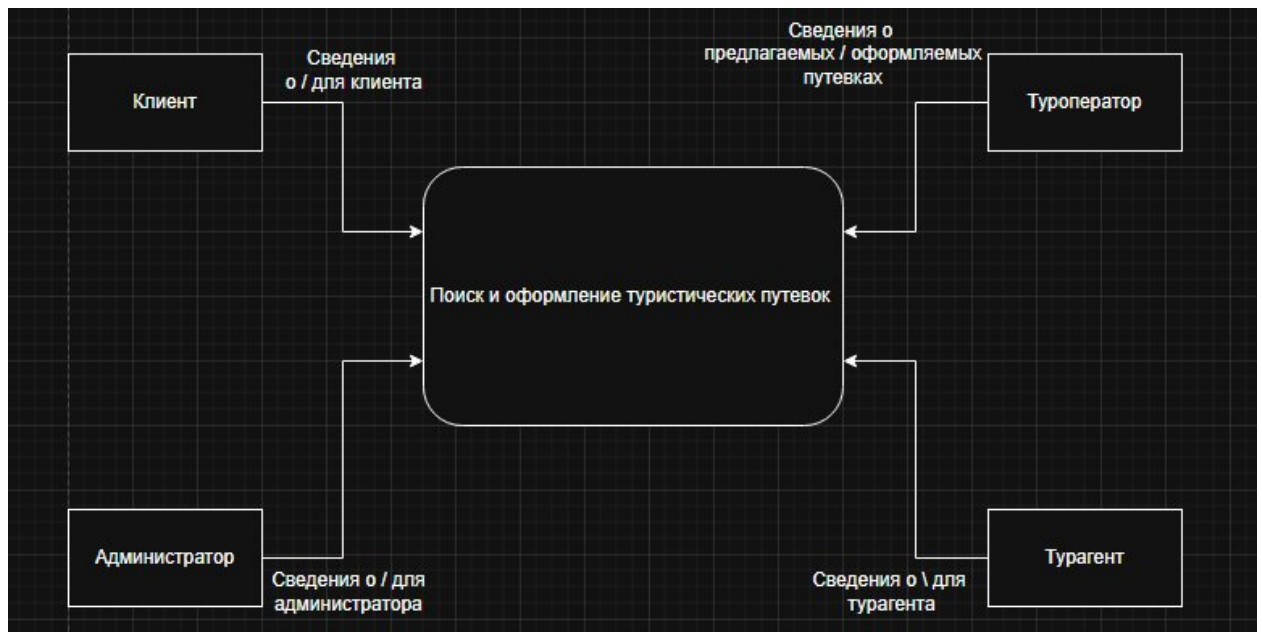 Сведения
о / для клиента
Сведения о
предлагаемых / оформляемых
путевках
Клиент
Туроператор
Поиск и оформление туристических путевок
Администратор
Турагент
Сведения о / для
администратора
Сведения о \ для
турагента